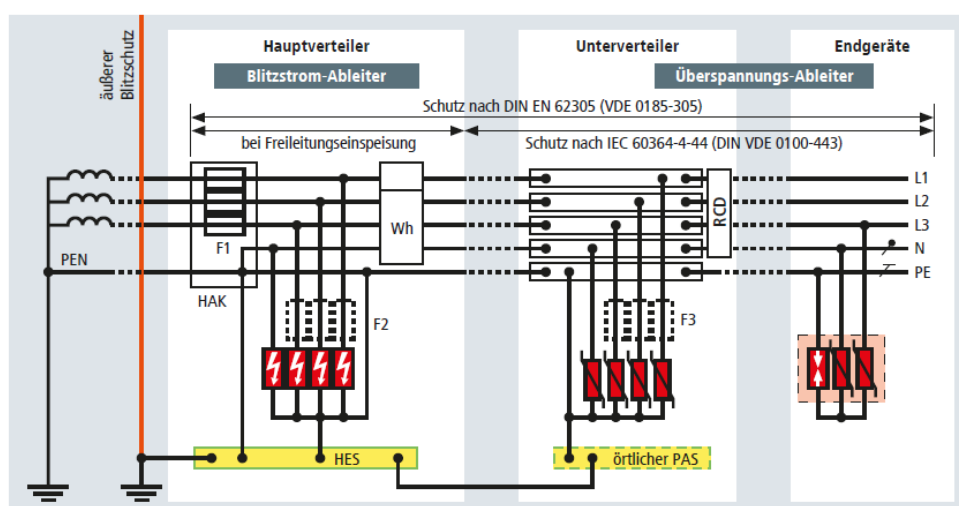 äußerer
Blitzschutz
Hauptverteiler
Unterverteiler
Endgeräte
Blitzstrom-Ableiter
Überspannungs-Ableiter
Schutz nach DIN EN 62305 (VDE 0185-305)
bei Freileitungseinspeisung
Schutz nach IEC 60364-4-44 (DIN VDE 0100-443)
L1
L2
L3
N
PE
PEN
F1
Wh
RCD
HAK
F2
F3
HES
örtlicher PAS